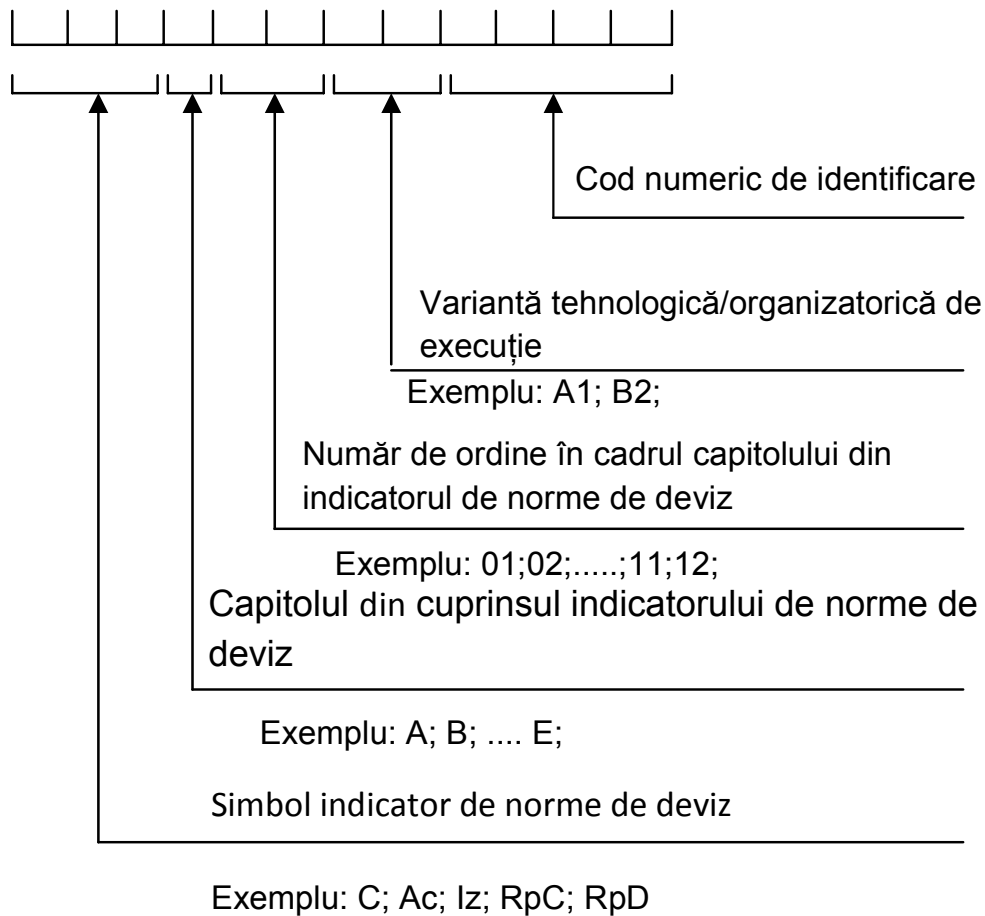 Cod numeric de identificare
Variantă tehnologică/organizatorică de
execuție
Exemplu: A1; B2;
Număr de ordine în cadrul capitolului din
indicatorul de norme de deviz
Exemplu: 01;02;.....;11;12;
Capitolul din cuprinsul indicatorului de norme de
deviz
Exemplu: A; B; .... E;
Simbol indicator de norme de deviz
Exemplu: C; Ac; Iz; RpC; RpD